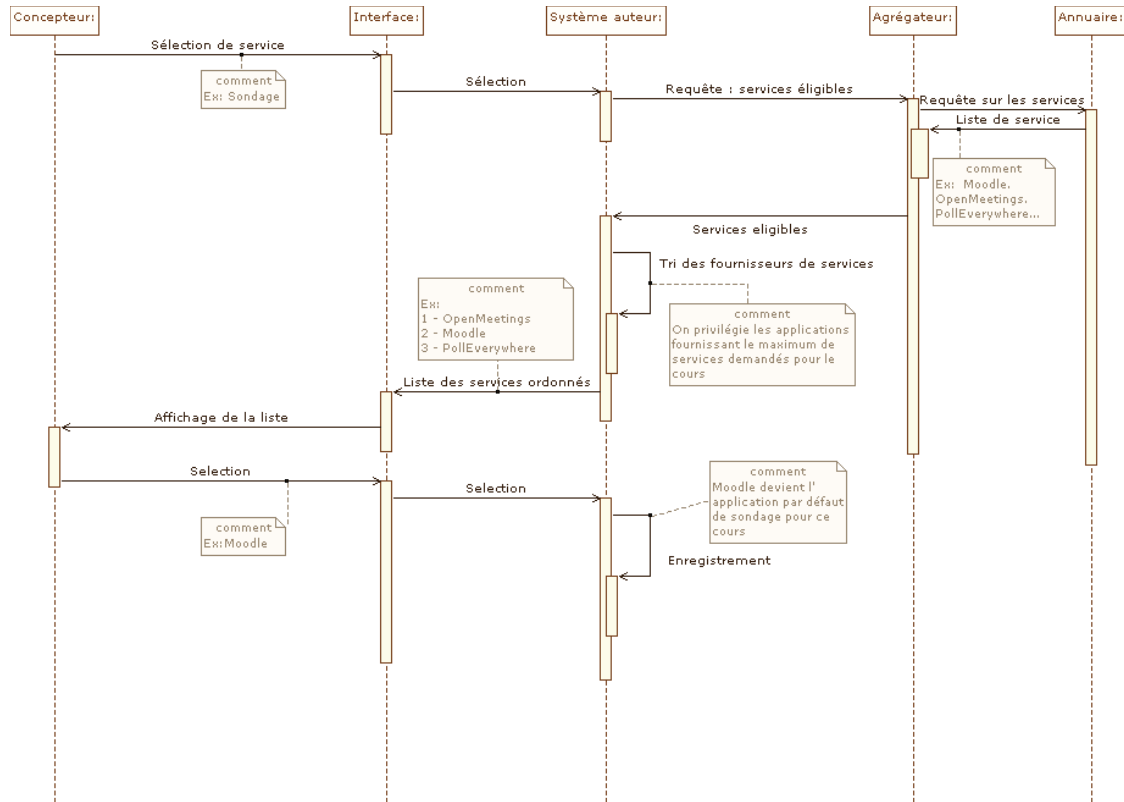 Concepteur:
Interface:
Système auteur:
Agrégateur:
Annuaire:
Sélection de service
comment
Ex: Sondage
Sélection
Requête : services éligibles
Requête sur les services
Liste de service
comment
Ex:  Moodle.
OpenMeetings.
PollEverywhere...
Services eligibles
Tri des fournisseurs de services
comment
Ex:
1 - OpenMeetings
2 - Moodle
3 - PollEverywhere
comment
On privilégie les applications
fournissant le maximum de
services demandés pour le
cours
Liste des services ordonnés
Affichage de la liste
Selection
comment
Ex:Moodle
Selection
comment
Moodle devient l'
application par défaut
de sondage pour ce
cours
Enregistrement